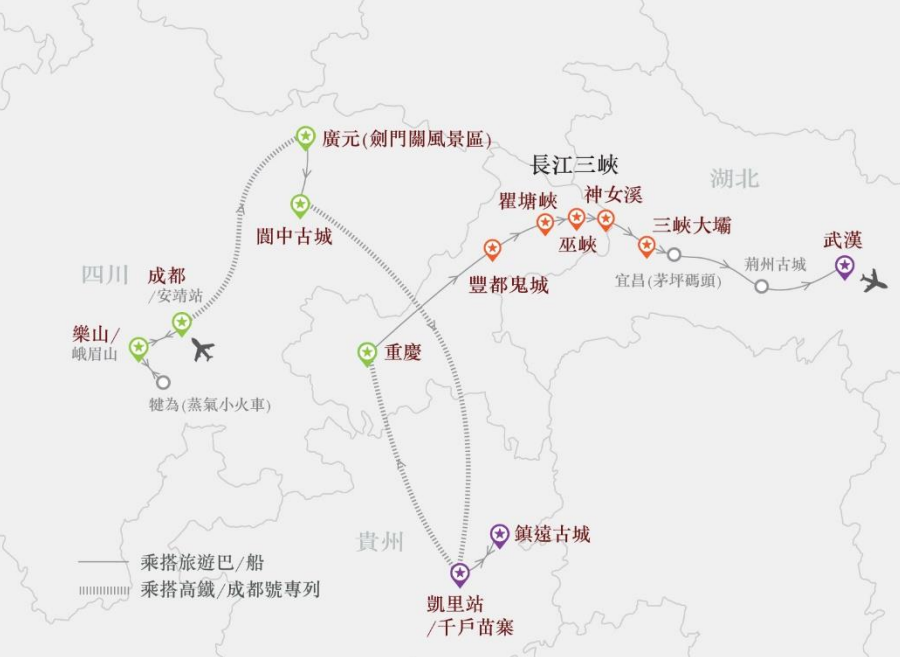 廣元(劍門關風景區)
長江三峽
湖北
瞿塘峽
神女溪
閬中古城
巫峽
三峽大壩
武漢
四川
成都
/安靖站
豐都鬼城
宜昌(茅坪碼頭)
荊州古城
樂山/
峨眉山
重慶
犍為(蒸氣小火車)
貴州
鎮遠古城
乘搭旅遊巴/船
乘搭高鐵/成都號專列
凱里站
/千戶苗寨